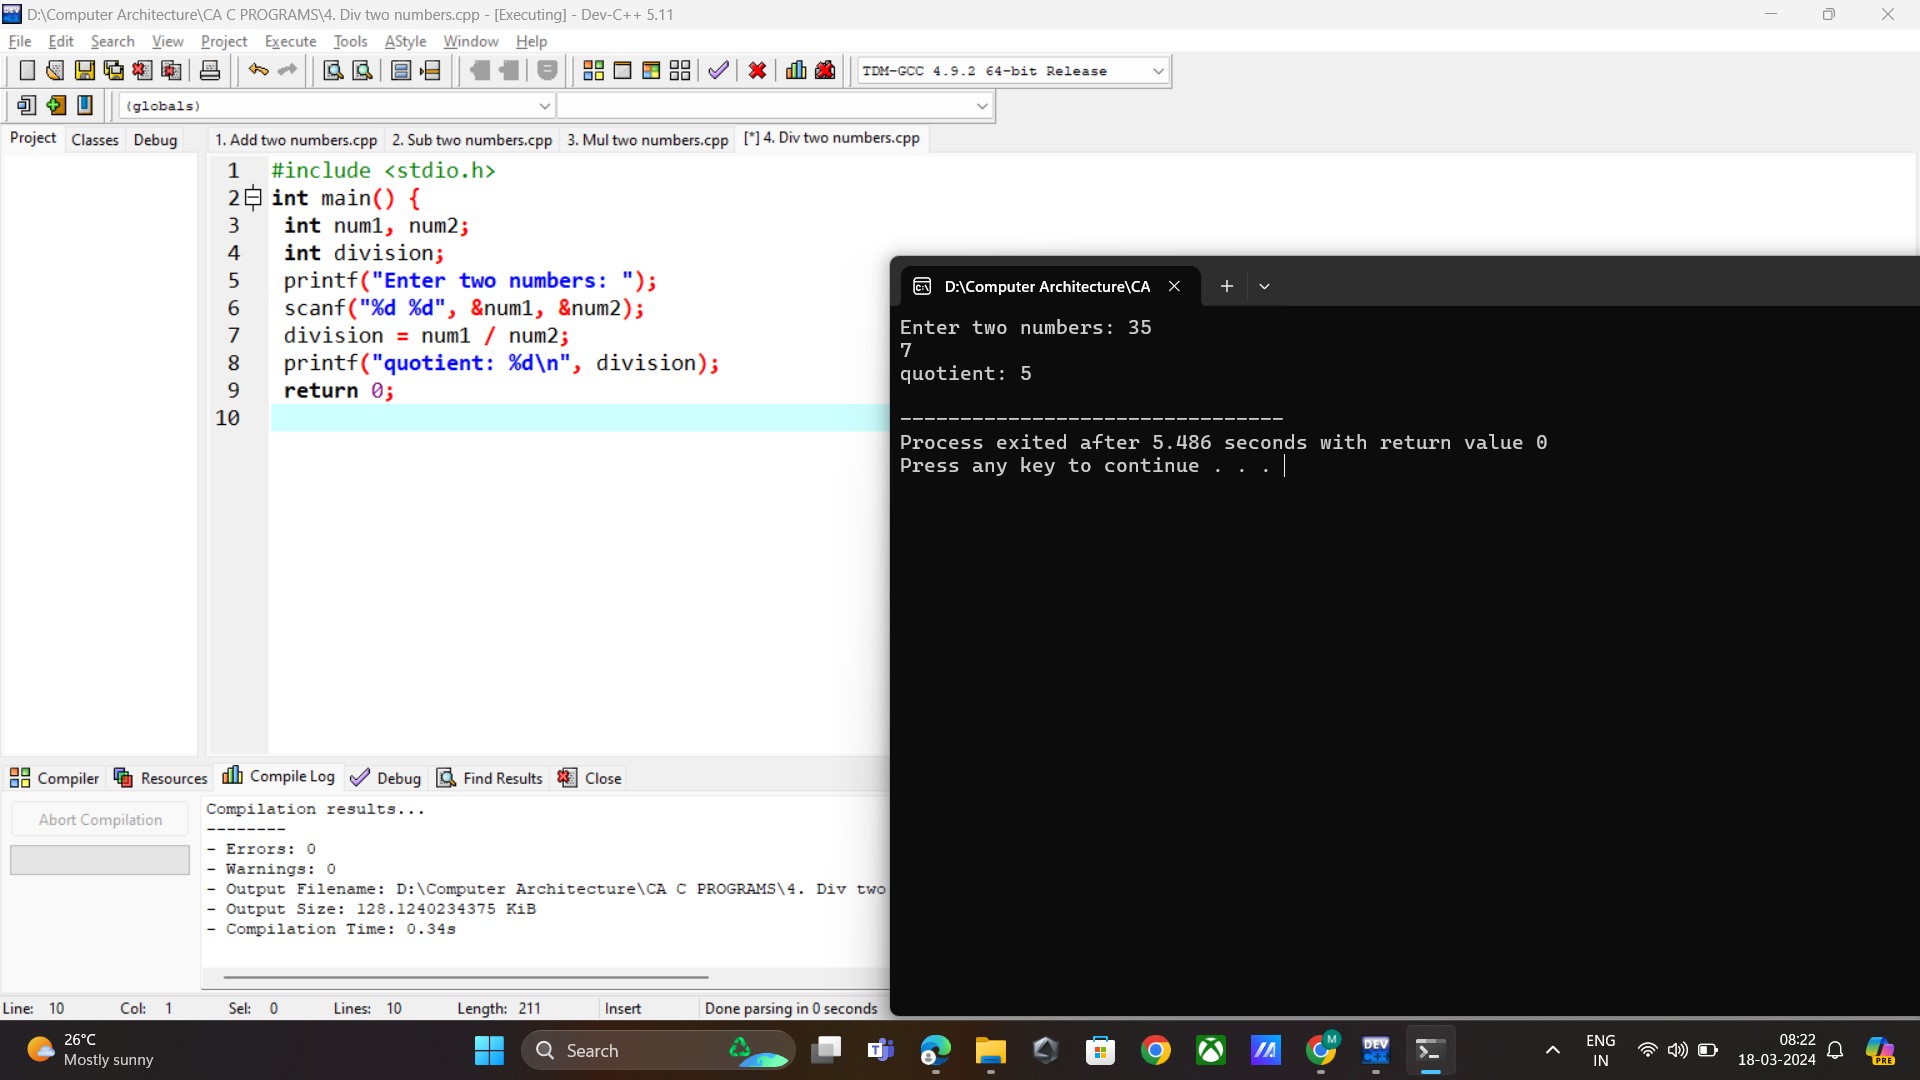 D:\Computer Architecture\CA C PROGRAMS\4. Div two numbers.cpp - [Executing] - Dev-C++ 5.11
File Edit Search View Project Execute Tools AStyle Window Help
TDM-GCC 4.9.2 64-bit Release
(globals)
Project Classes Debug 1. Add two numbers.cpp 2. Sub two numbers.cpp 3. Mul two numbers.cpp [*] 4. Div two numbers.cpp
1 #include <stdio.h>
2 int main() {
3 int num1, num2;
4 int division;
5 printf("Enter two numbers: ");
6 scanf("%d %d", &num1, &num2);
7 division = num1 / num2;
8 printf("quotient: %d\n", division);
9 return 0;
10
D:\Computer Architecture\CA
Enter two numbers: 35
7
quotient: 5
--------------------------------
Process exited after 5.486 seconds with return value 0
Press any key to continue . . .
Compiler Resources Compile Log Debug Find Results Close
Abort Compilation
Compilation results...
--------
- Errors: 0
- Warnings: 0
- Output Filename: D:\Computer Architecture\CA C PROGRAMS\4. Div two
- Output Size: 128.1240234375 KiB
- Compilation Time: 0.34s
Line: 10 Col: 1 Sel: 0 Lines: 10 Length: 211 Insert Done parsing in 0 seconds
26°C
Mostly sunny
Search
M
DEV
ENG
IN
08:22
18-03-2024
PRE